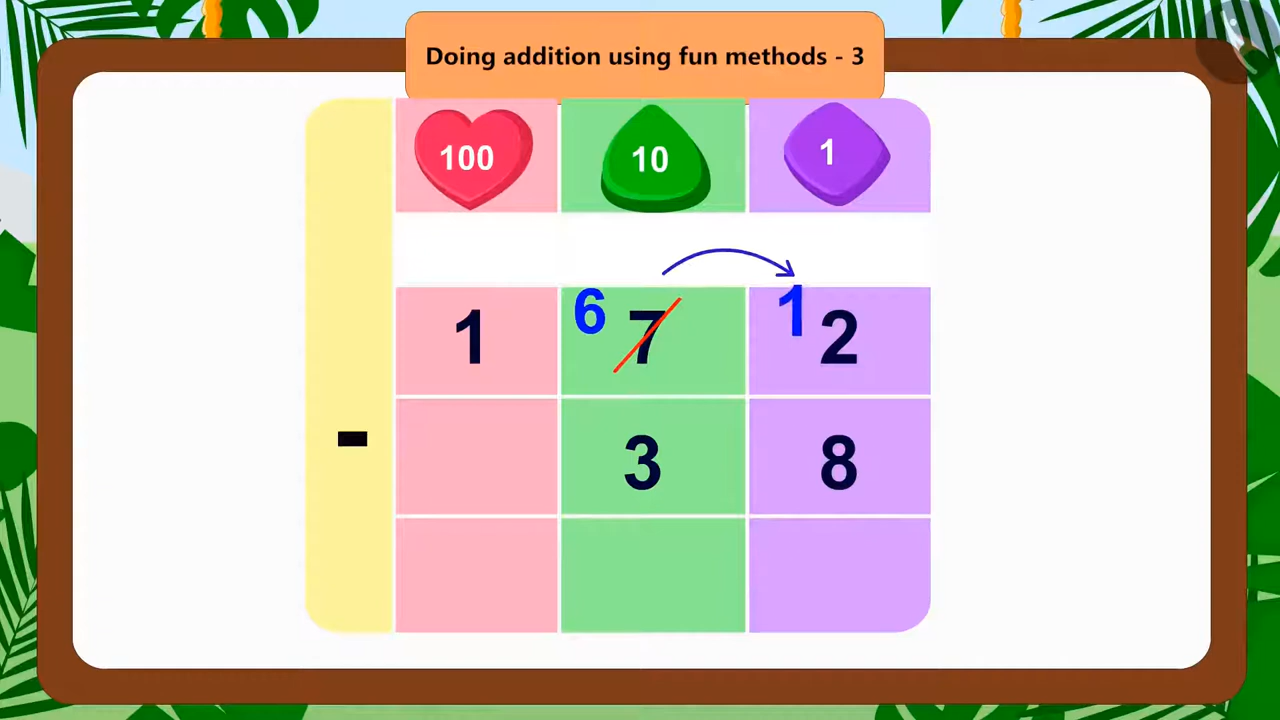 Doing addition using fun methods - 3
100 10 1
6 7 1 2
1
- 3 8